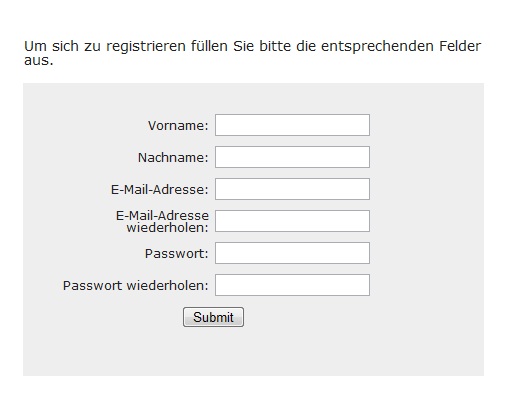 Um sich zu registrieren füllen Sie bitte die entsprechenden Felder
aus.
Vorname:
Nachname:
E-Mail-Adresse:
E-Mail-Adresse
wiederholen:
Passwort:
Passwort wiederholen:
Submit